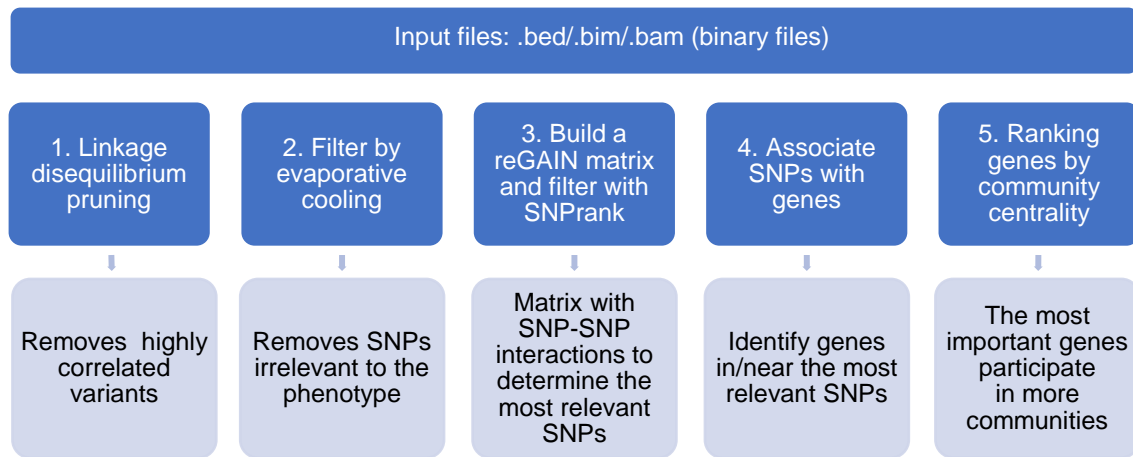 Input files: .bed/.bim/.bam (binary files)
1. Linkage
disequilibrium
pruning
2. Filter by
evaporative
cooling
3. Build a
reGAIN matrix
and filter with
SNPrank
4. Associate
SNPs with
genes
5. Ranking
genes by
community
centrality
Removes highly
correlated
variants
Removes SNPs
irrelevant to the
phenotype
Matrix with
SNP-SNP
interactions to
determine the
most relevant
SNPs
Identify genes
in/near the most
relevant SNPs
The most
important genes
participate
in more
communities